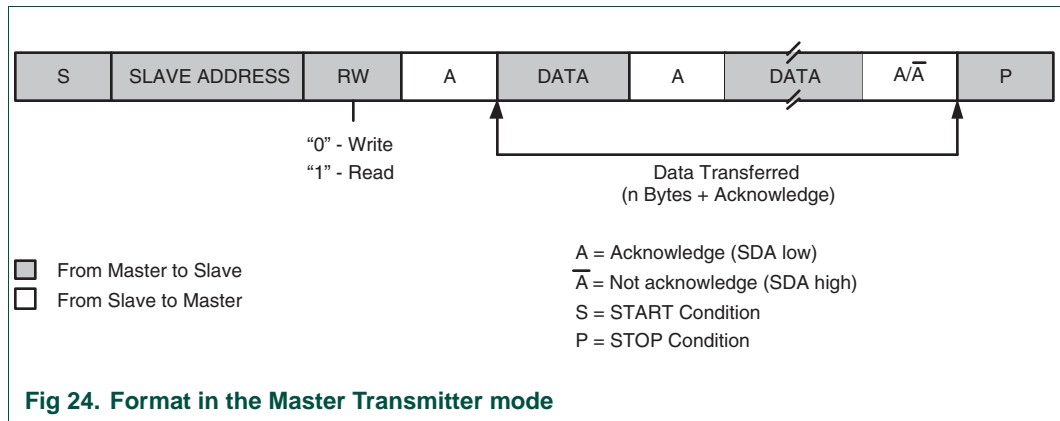 S SLAVE ADDRESS RW A DATA A DATA A/A̅ P
“0” - Write
“1” - Read
Data Transferred
(n Bytes + Acknowledge)
From Master to Slave
From Slave to Master
A = Acknowledge (SDA low)
A̅ = Not acknowledge (SDA high)
S = START Condition
P = STOP Condition
Fig 24. Format in the Master Transmitter mode